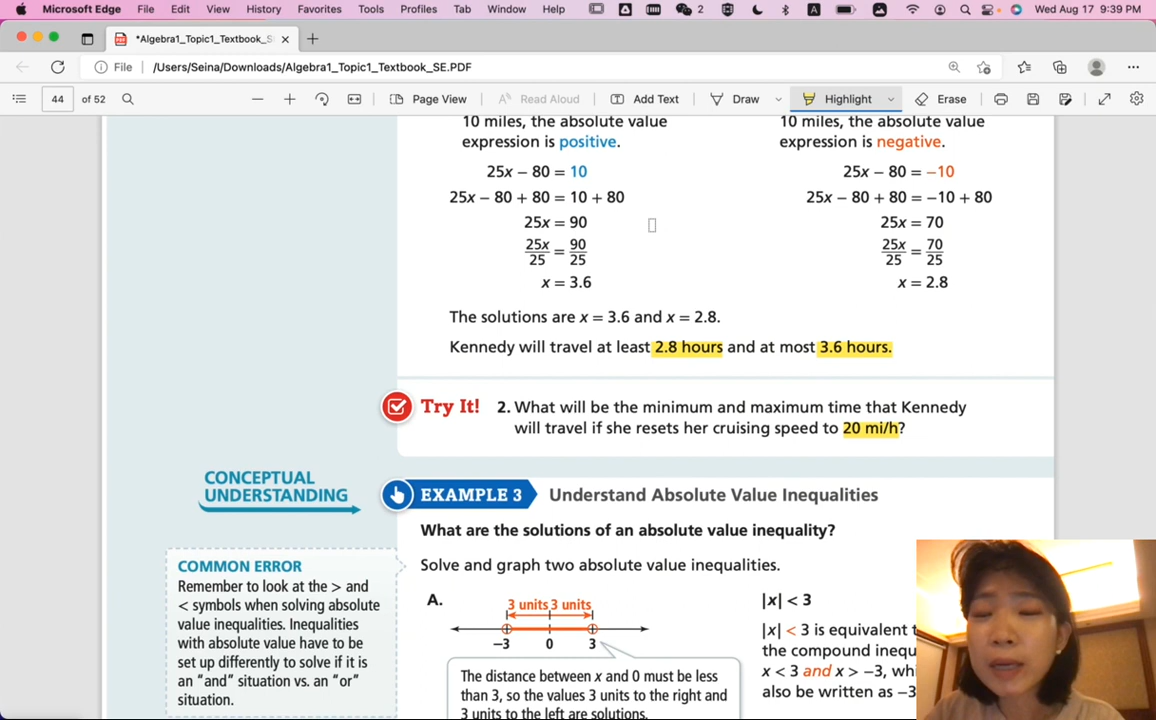 Microsoft Edge File Edit View History Favorites Tools Profiles Tab Window Help 2 A Wed Aug 17 9:39 PM
*Algebra1_Topic1_Textbook_S
File /Users/Seina/Downloads/Algebra1_Topic1_Textbook_SE.PDF
44 of 52 Page View Read Aloud Add Text Draw Highlight Erase
10 miles, the absolute value
expression is positive.
25x − 80 = 10
25x − 80 + 80 = 10 + 80
25x = 90
25x/25 = 90/25
x = 3.6
10 miles, the absolute value
expression is negative.
25x − 80 = −10
25x − 80 + 80 = −10 + 80
25x = 70
25x/25 = 70/25
x = 2.8
The solutions are x = 3.6 and x = 2.8.
Kennedy will travel at least 2.8 hours and at most 3.6 hours.
Try It! 2. What will be the minimum and maximum time that Kennedy
will travel if she resets her cruising speed to 20 mi/h?
CONCEPTUAL
UNDERSTANDING
EXAMPLE 3 Understand Absolute Value Inequalities
What are the solutions of an absolute value inequality?
Solve and graph two absolute value inequalities.
COMMON ERROR
Remember to look at the > and
< symbols when solving absolute
value inequalities. Inequalities
with absolute value have to be
set up differently to solve if it is
an “and” situation vs. an “or”
situation.
A.
3 units 3 units
−3 0 3
The distance between x and 0 must be less
than 3, so the values 3 units to the right and
3 units to the left are solutions.
|x| < 3
|x| < 3 is equivalent t
the compound inequ
x < 3 and x > −3, wh
also be written as −3